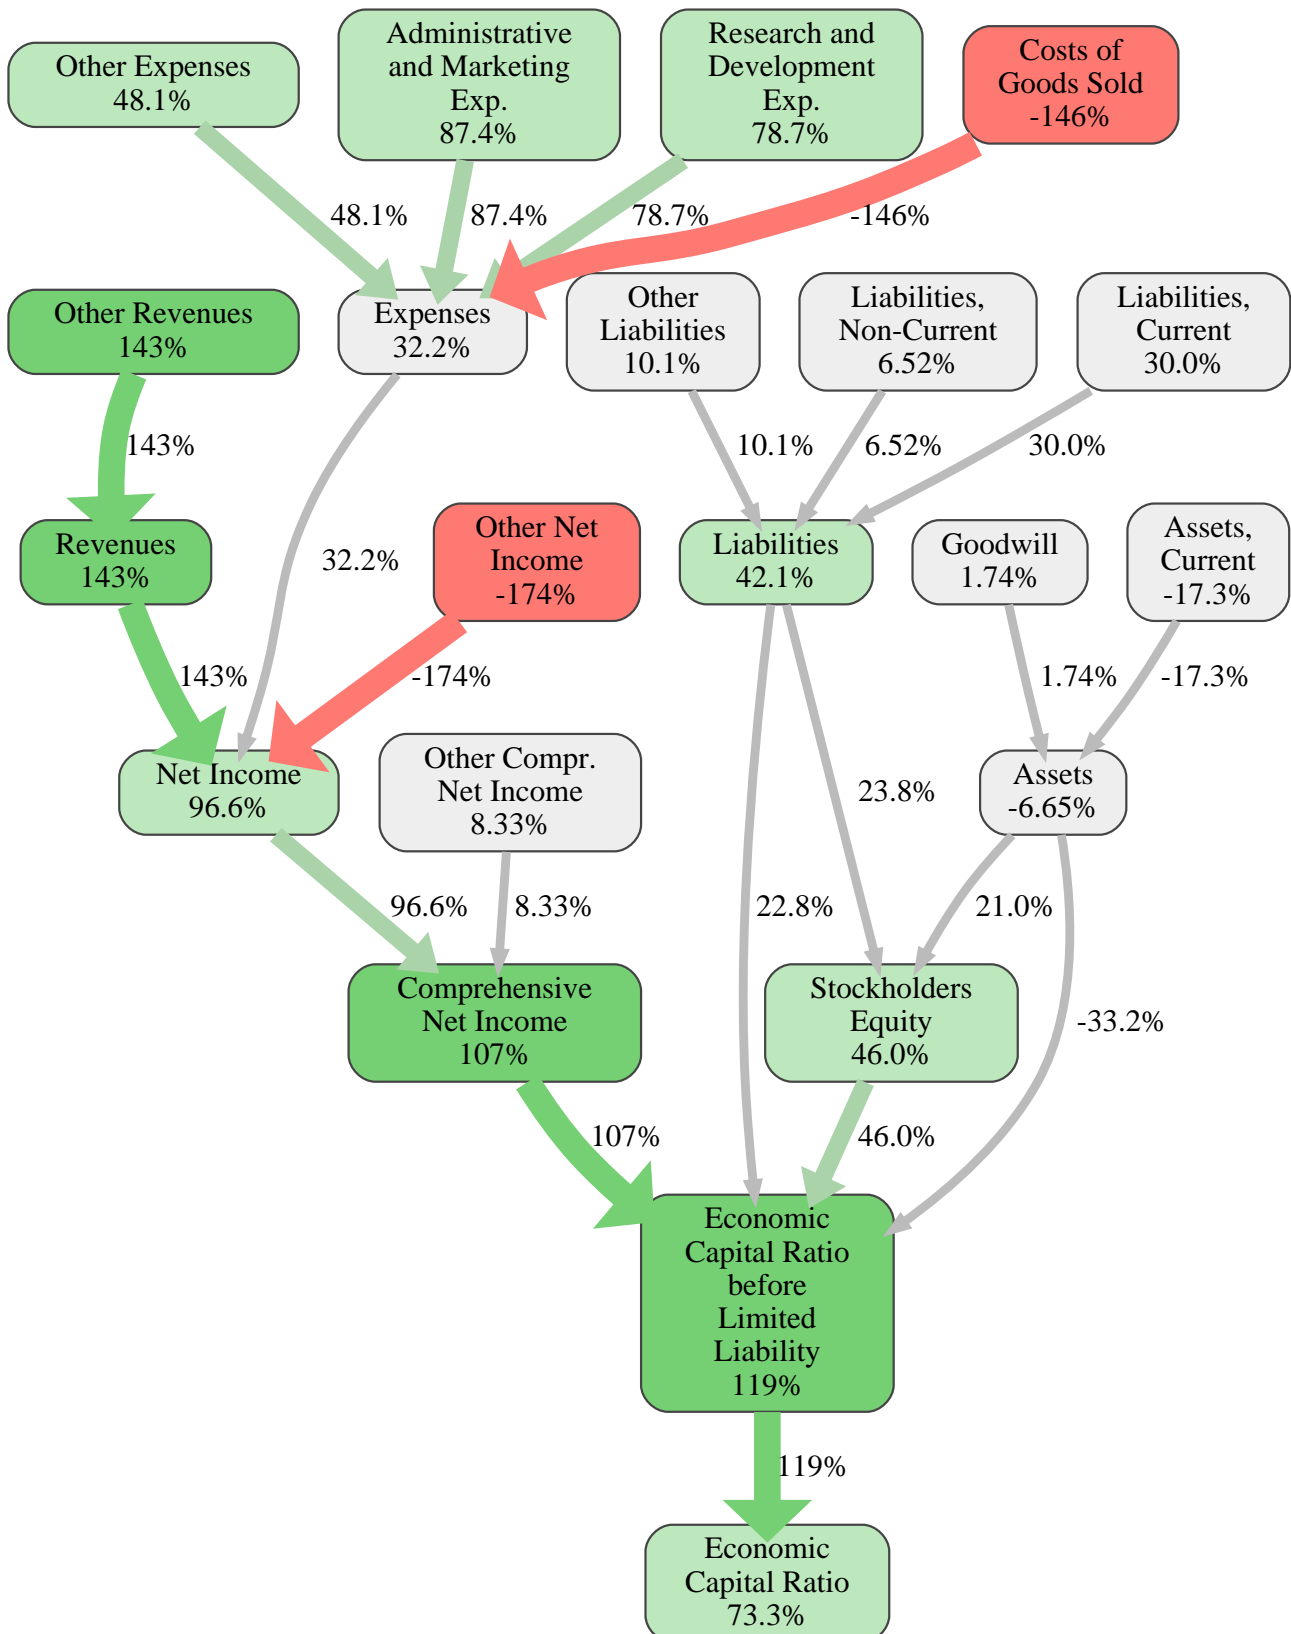 Other Expenses
48.1%
Administrative
and Marketing
Exp.
87.4%
Research and
Development
Exp.
78.7%
Costs of
Goods Sold
-146%
48.1%
87.4%
78.7%
-146%
Other Revenues
143%
Expenses
32.2%
Other
Liabilities
10.1%
Liabilities,
Non-Current
6.52%
Liabilities,
Current
30.0%
143%
10.1%
6.52%
30.0%
Revenues
143%
32.2%
Other Net
Income
-174%
Liabilities
42.1%
Goodwill
1.74%
Assets,
Current
-17.3%
143%
-174%
1.74%
-17.3%
Net Income
96.6%
Other Compr.
Net Income
8.33%
23.8%
Assets
-6.65%
96.6%
8.33%
22.8%
21.0%
Comprehensive
Net Income
107%
Stockholders
Equity
46.0%
-33.2%
107%
46.0%
Economic
Capital Ratio
before
Limited
Liability
119%
119%
Economic
Capital Ratio
73.3%